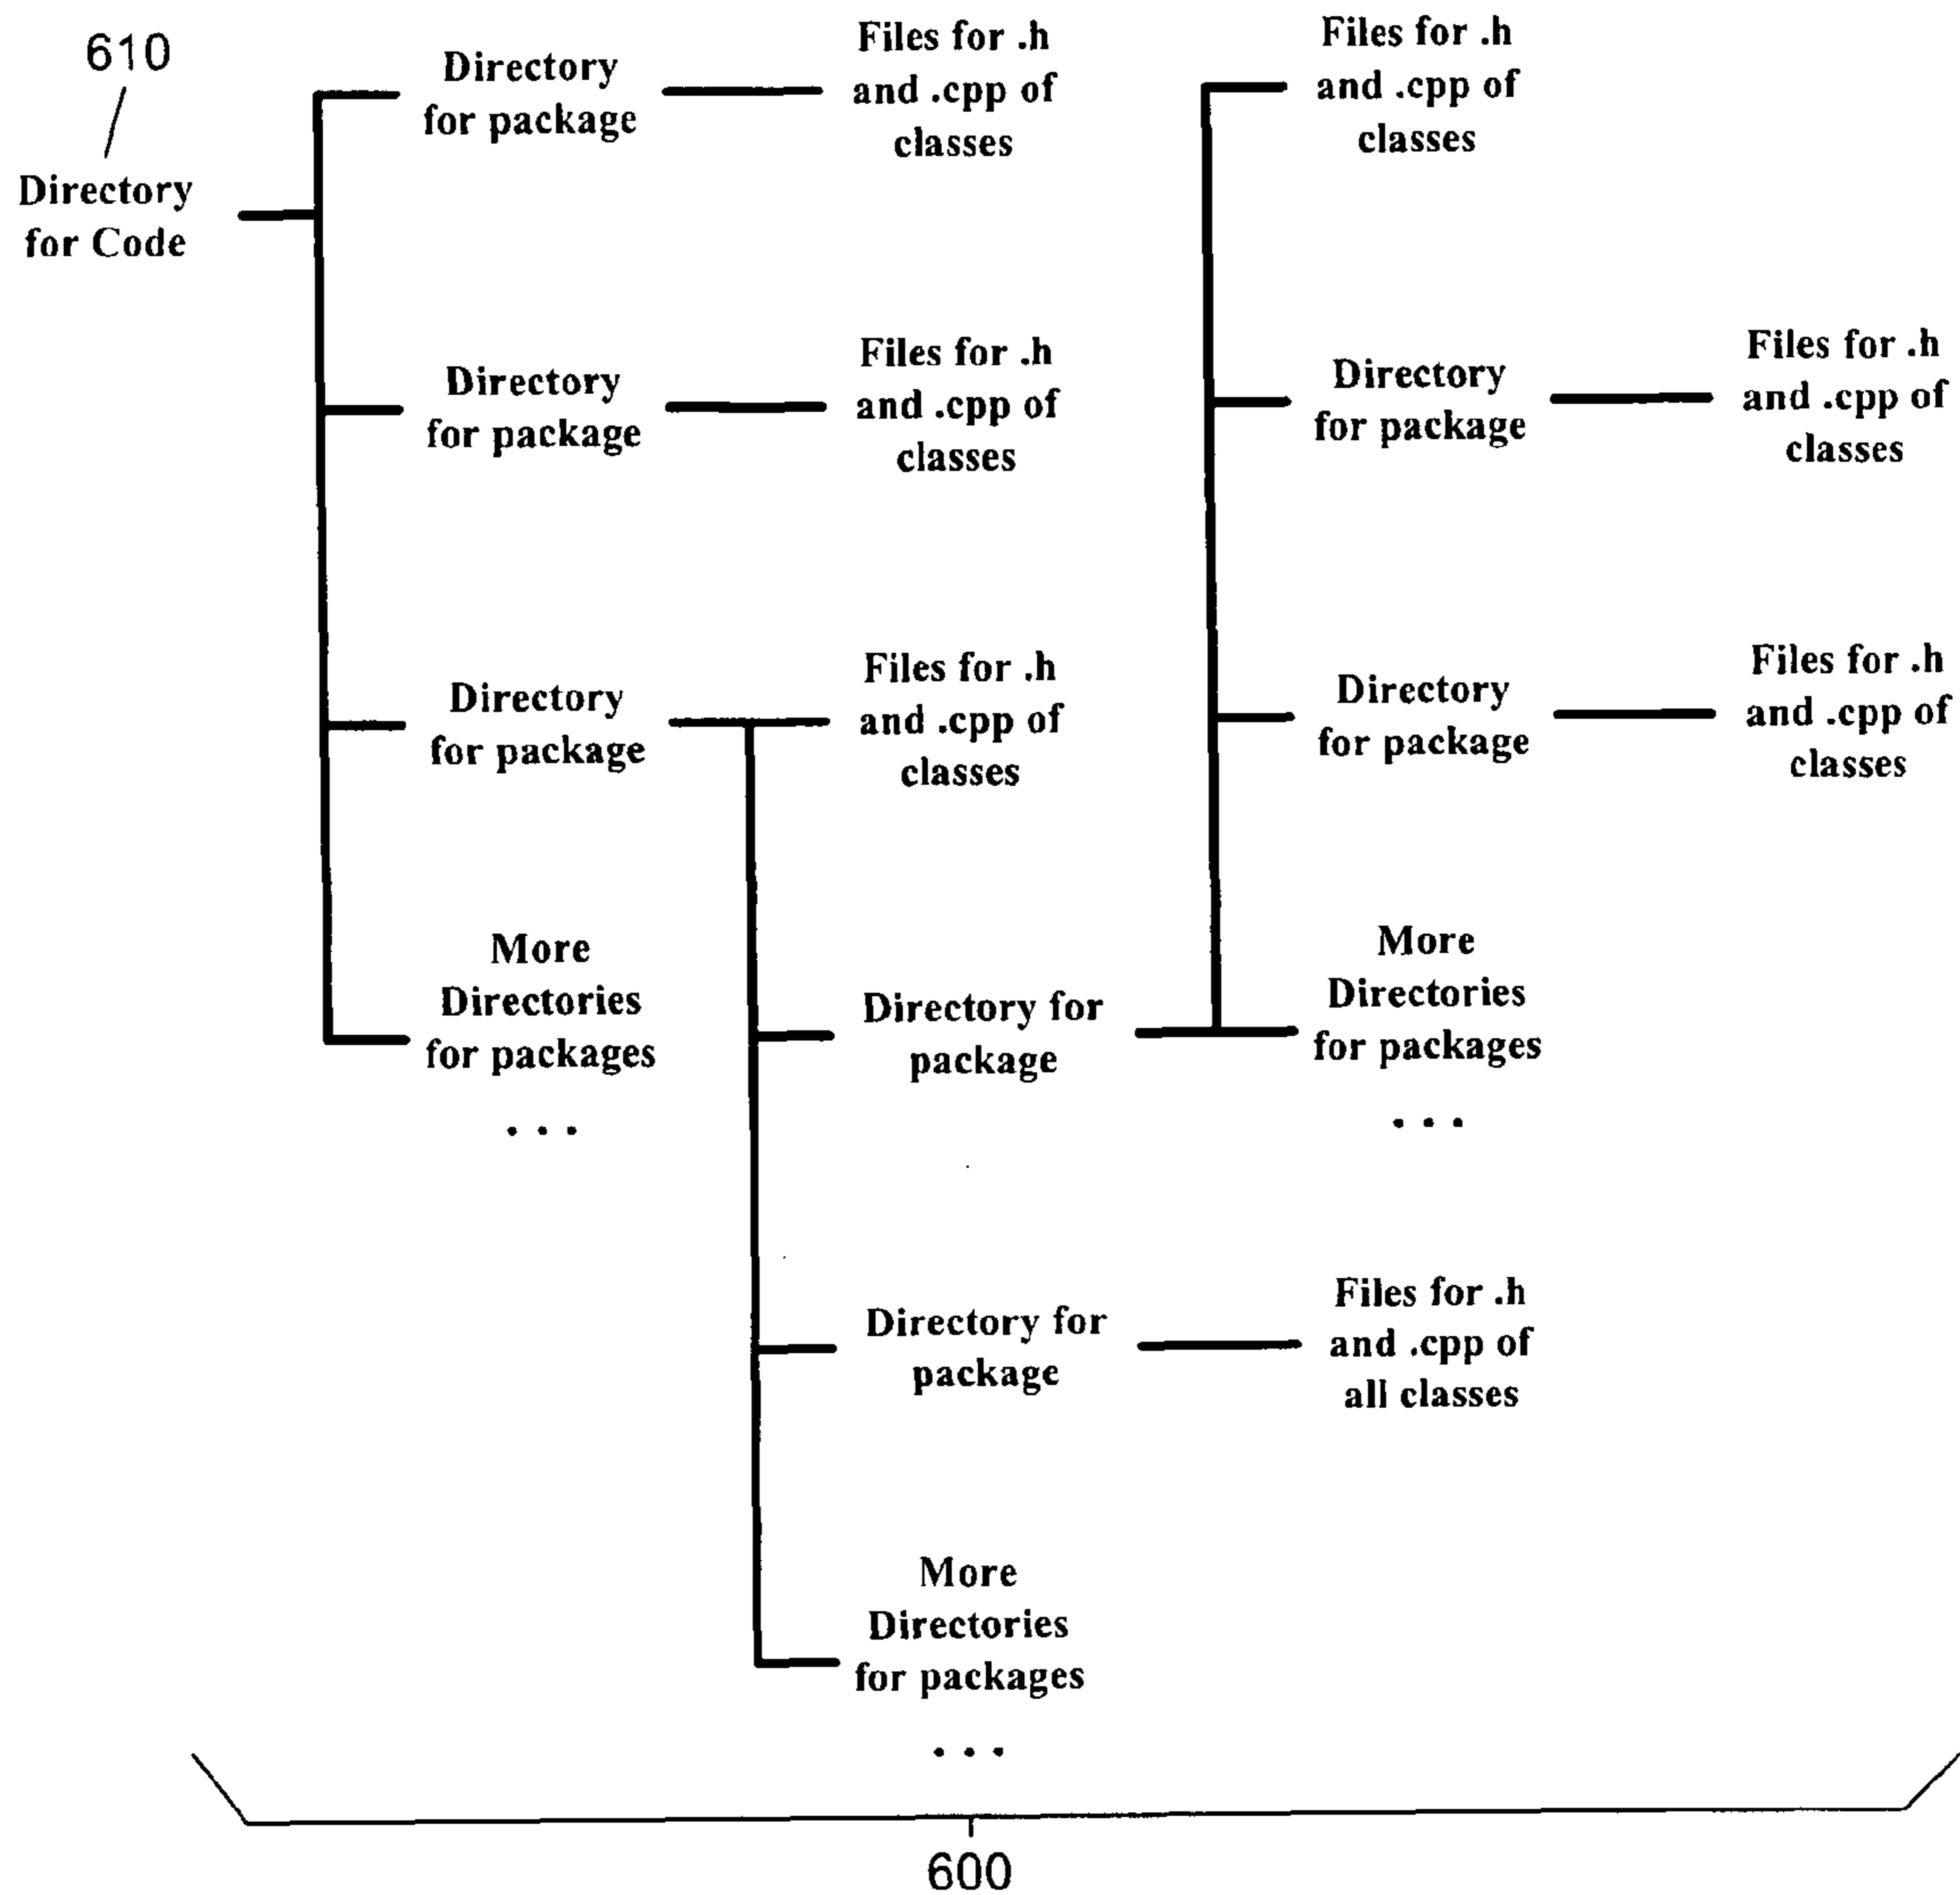 610
Directory
for Code
Directory
for package
Files for .h
and .cpp of
classes
Directory
for package
Files for .h
and .cpp of
classes
Directory
for package
Files for .h
and .cpp of
classes
More
Directories
for packages
...
Directory for
package
Directory for
package
Files for .h
and .cpp of
all classes
More
Directories
for packages
...
Files for .h
and .cpp of
classes
Directory
for package
Files for .h
and .cpp of
classes
Directory
for package
Files for .h
and .cpp of
classes
More
Directories
for packages
...
600